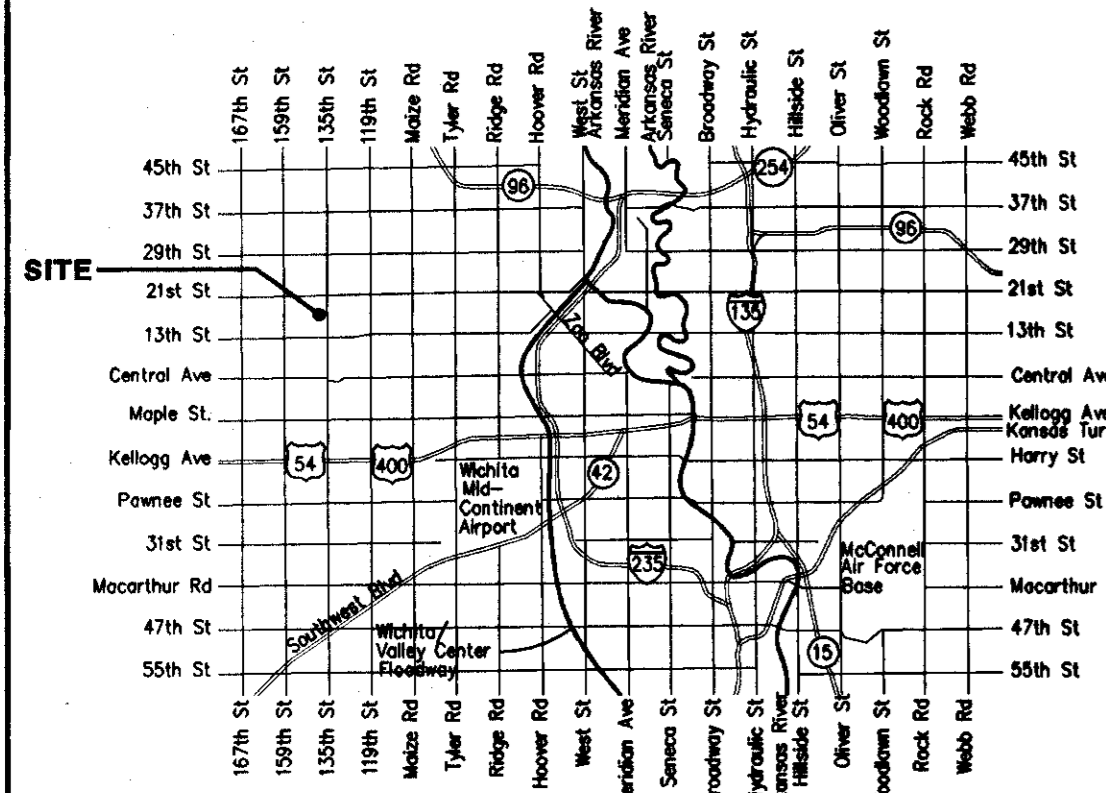 167th St
159th St
135th St
119th St
Maize Rd
Tyler Rd
Ridge Rd
Hoover Rd
West St
Arkansas River
Meridian Ave
Arkansas River
Seneca St
Broadway St
Hydraulic St
Hillside St
Oliver St
Woodlawn St
Rock Rd
Webb Rd
45th St
254
45th St
37th St
96
37th St
29th St
96
29th St
SITE
21st St
21st St
135
13th St
13th St
Zoo Blvd
Central Ave
Central Ave
Maple St.
54
400
Kellogg Ave
Kansas Tur
Kellogg Ave
54
400
42
Harry St
Wichita
Mid-
Continent
Airport
Pawnee St
Pawnee St
31st St
31st St
235
McConnell
Air Force
Base
Macarthur Rd
Macarthur
Southwest Blvd
47th St
Wichita/
Valley Center
Floodway
47th St
55th St
15
55th St
167th St
159th St
135th St
119th St
Maize Rd
Tyler Rd
Ridge Rd
Hoover Rd
West St
eridian Ave
Seneca St
roadway St
ydraulic St
kansas River
Hillside St
Oliver St
oodlawn St
Rock Rd
Webb Rd